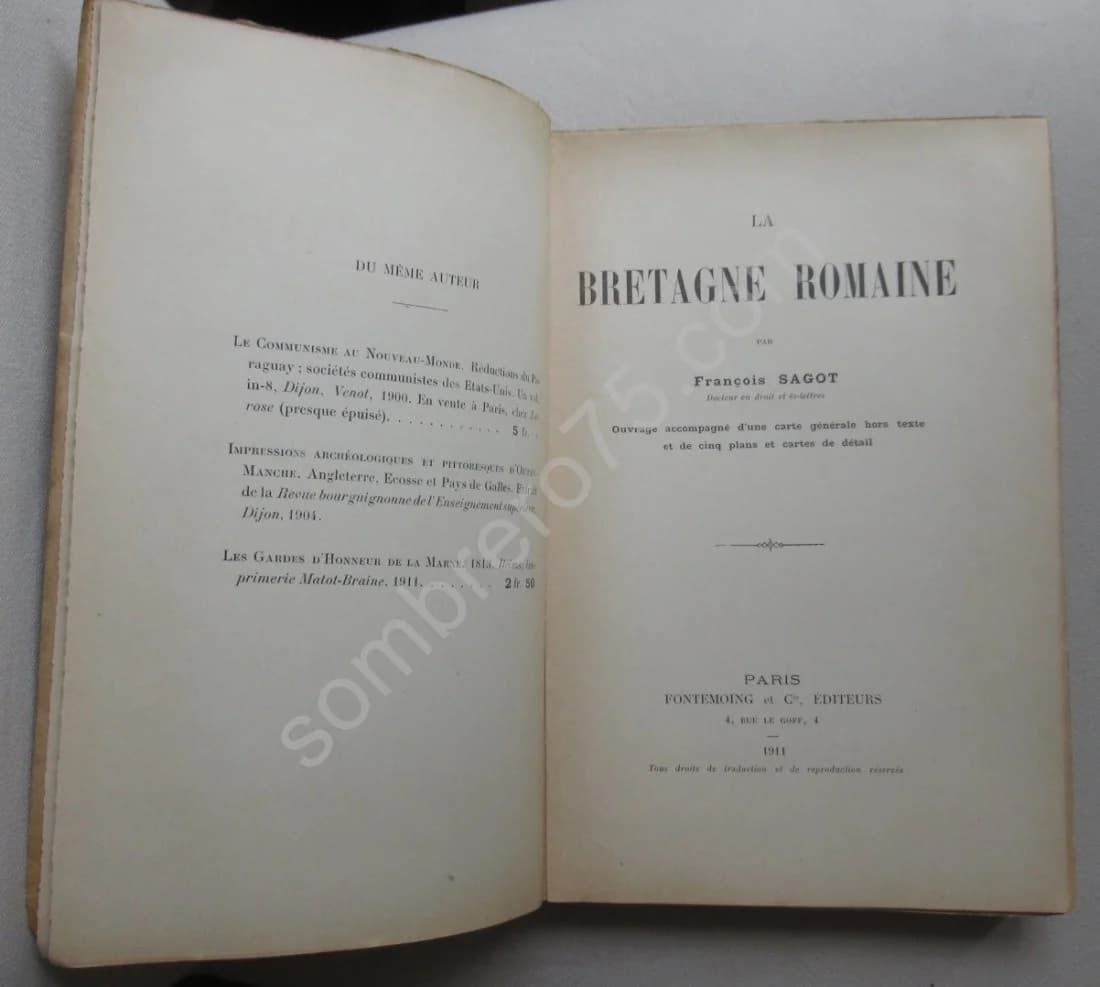 DU MÊME AUTEUR
LE COMMUNISME AU NOUVEAU-MONDE. Réductions du Pa-
raguay ; sociétés communistes des Etats-Unis. Un vol.
in-8, Dijon, Venot, 1900. En vente à Paris, chez
rose (presque épuisé). . . . . . . . . . . . . 5 fr. »
IMPRESSIONS ARCHÉOLOGIQUES ET PITTORESQUES D'OUTRE-
MANCHE. Angleterre, Ecosse et Pays de Galles. Extrait
de la Revue bourguignonne de l'Enseignement supérieur,
Dijon, 1904.
LES GARDES D'HONNEUR DE LA MARNE, Reims, im-
primerie Matot-Braine, 1911. . . . . . . . 2 fr. 50
LA
BRETAGNE ROMAINE
PAR
François SAGOT
Docteur en droit et ès-lettres
Ouvrage accompagné d'une carte générale hors texte
et de cinq plans et cartes de détail
PARIS
FONTEMOING et Cie, ÉDITEURS
4, RUE LE GOFF, 4
1911
Tous droits de traduction et de reproduction réservés
sombrero75.com